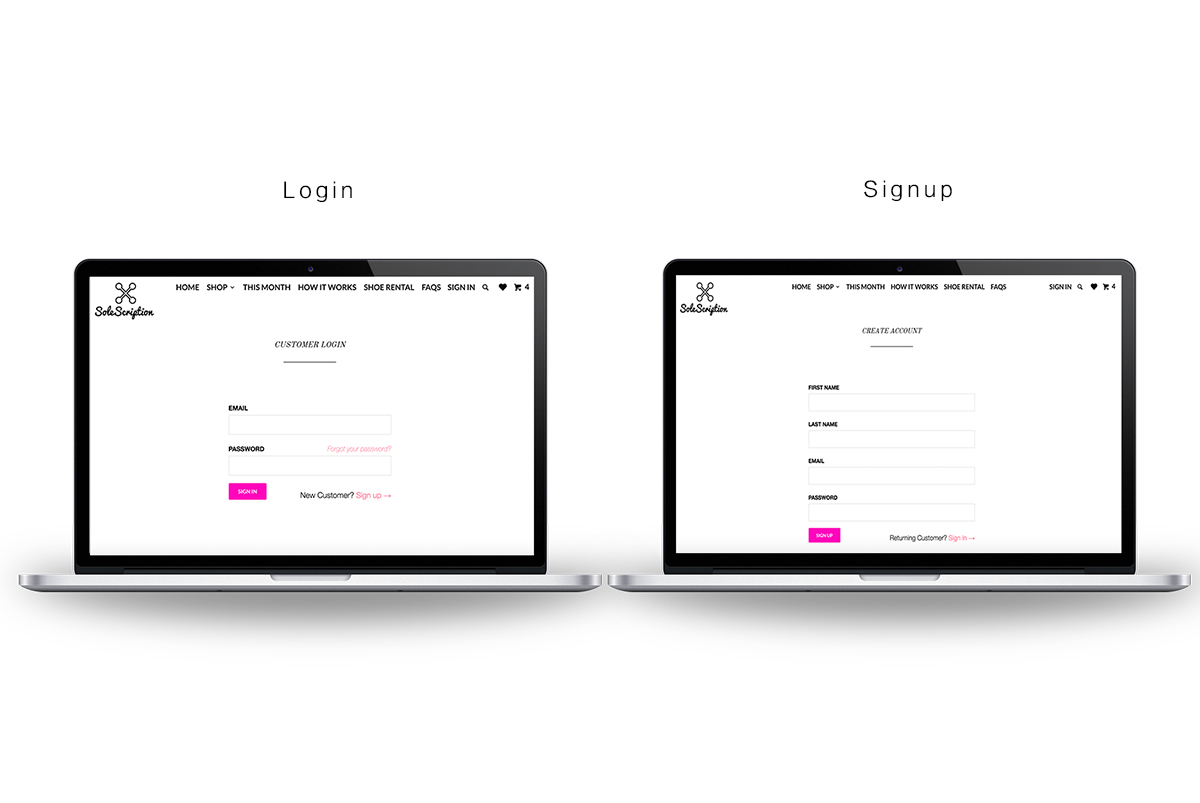 Login
Signup
HOME SHOP THIS MONTH HOW IT WORKS SHOE RENTAL FAQS SIGN IN 4
SoleScription
CUSTOMER LOGIN
EMAIL
PASSWORD Forgot your password?
SIGN IN New Customer? Sign up →
HOME SHOP THIS MONTH HOW IT WORKS SHOE RENTAL FAQS SIGN IN 4
SoleScription
CREATE ACCOUNT
FIRST NAME
LAST NAME
EMAIL
PASSWORD
SIGN UP Returning Customer? Sign In →